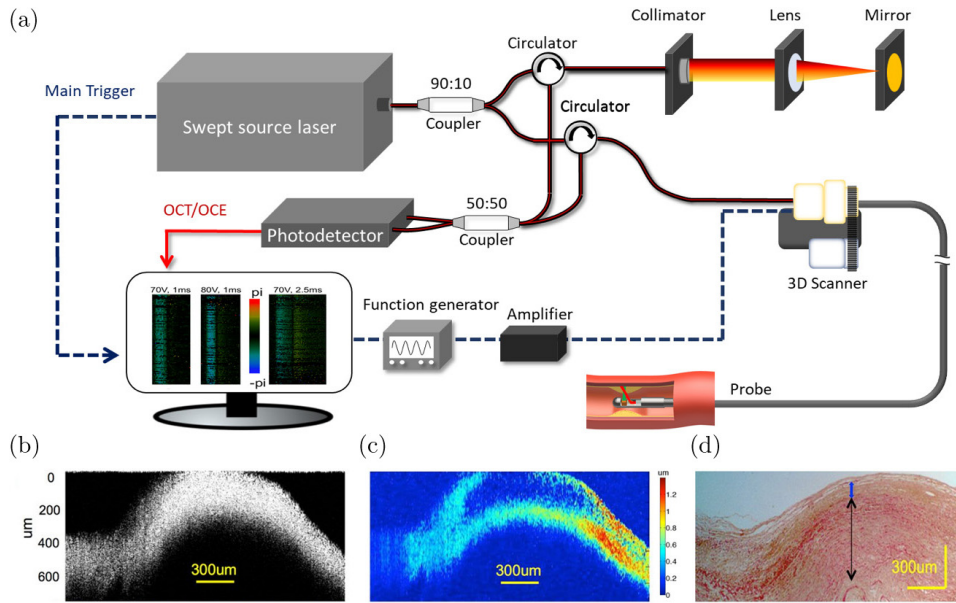 (a)
Collimator
Lens
Mirror
Circulator
Main Trigger
90:10
Circulator
Swept source laser
Coupler
50:50
OCT/OCE
Photodetector
Coupler
70V, 1ms
80V, 1ms
pi
70V, 2.5ms
-pi
Function generator
Amplifier
3D Scanner
Probe
(b)
(c)
(d)
0
200
400
600
um
300um
um
1.2
1
0.8
0.6
0.4
0.2
0
300um
300um